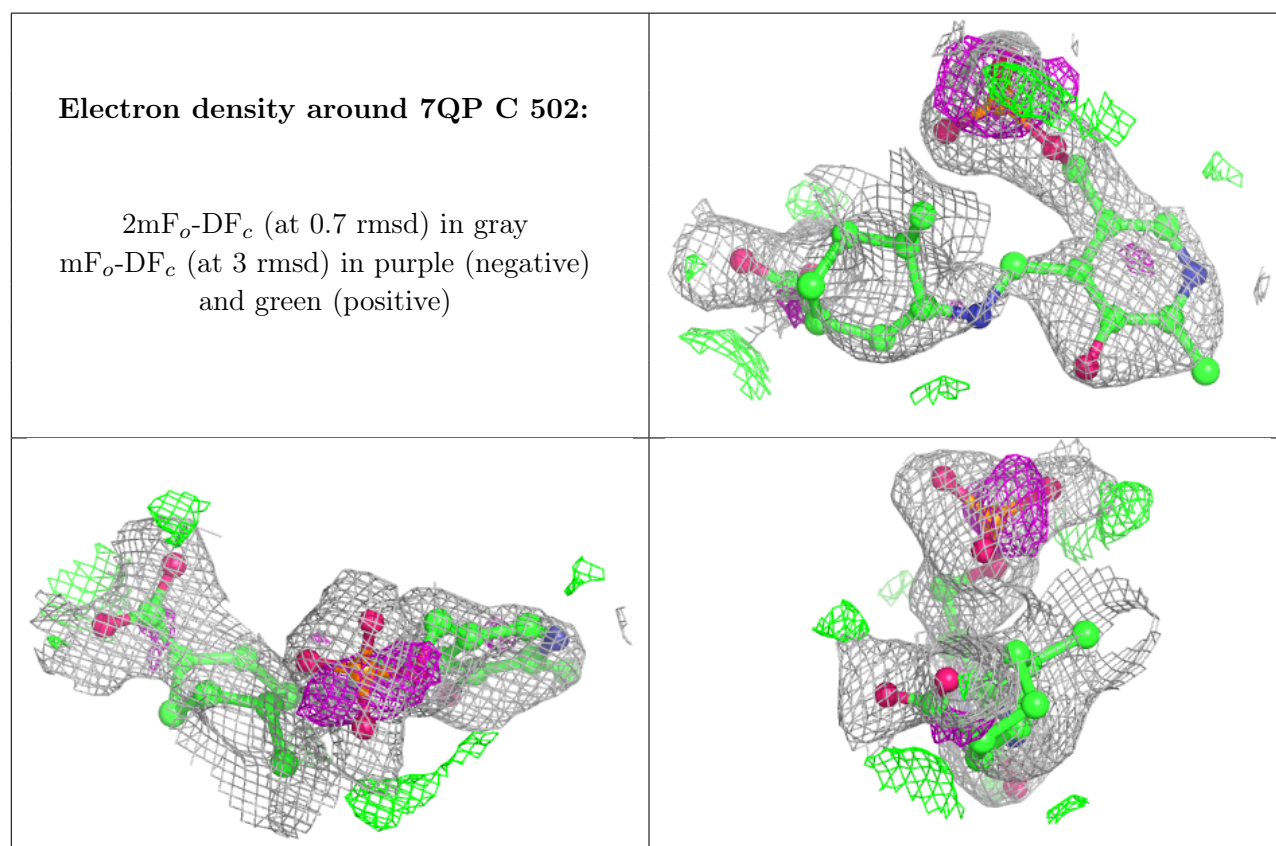 Electron density around 7QP C 502:
2mFo-DFc (at 0.7 rmsd) in gray
mFo-DFc (at 3 rmsd) in purple (negative)
and green (positive)